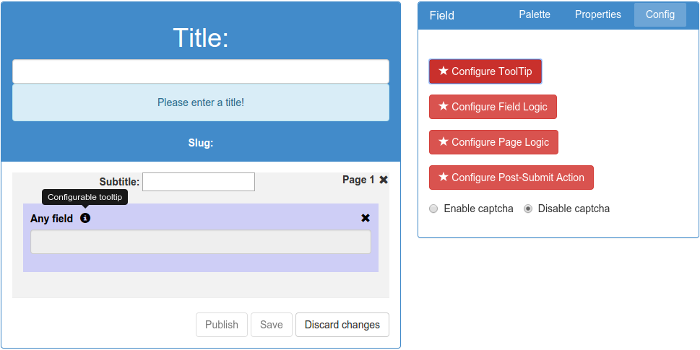 Title:
Please enter a title!
Slug:
Subtitle:
Page 1
Configurable tooltip
Any field
Publish
Save
Discard changes
Field
Palette
Properties
Config
Configure ToolTip
Configure Field Logic
Configure Page Logic
Configure Post-Submit Action
Enable captcha
Disable captcha